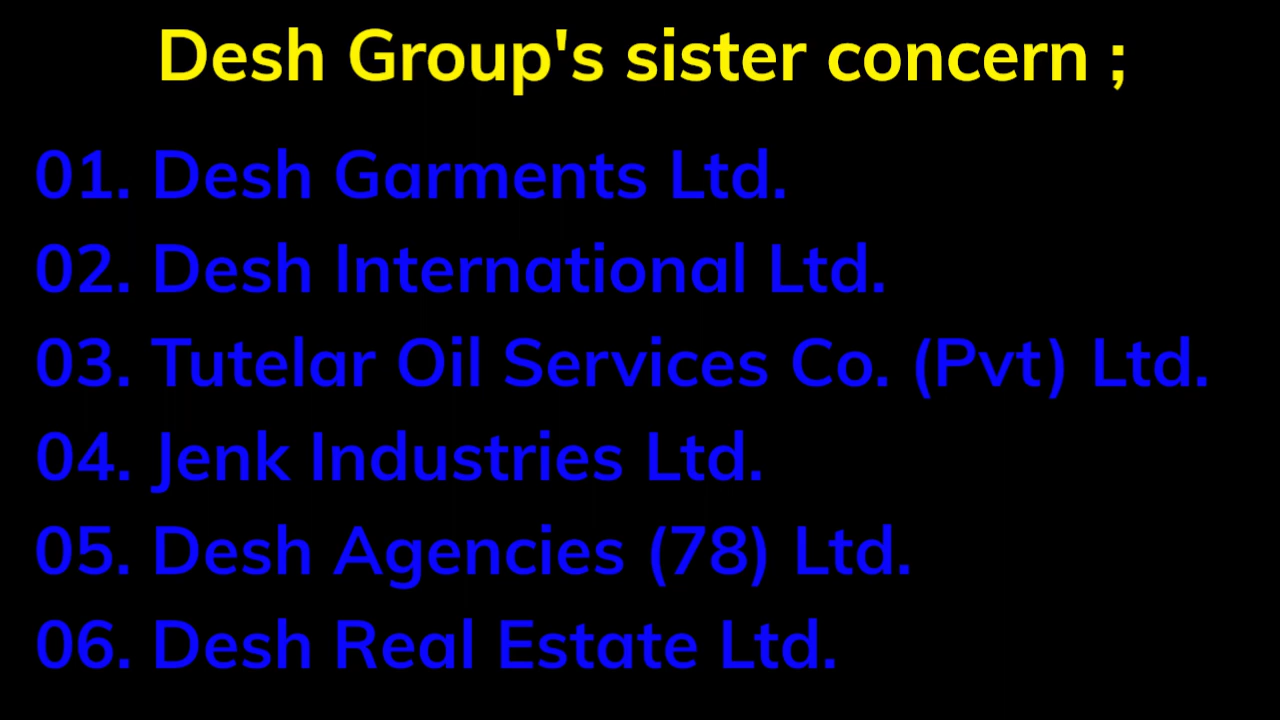 Desh Group's sister concern ;
01. Desh Garments Ltd.
02. Desh International Ltd.
03. Tutelar Oil Services Co. (Pvt) Ltd.
04. Jenk Industries Ltd.
05. Desh Agencies (78) Ltd.
06. Desh Real Estate Ltd.